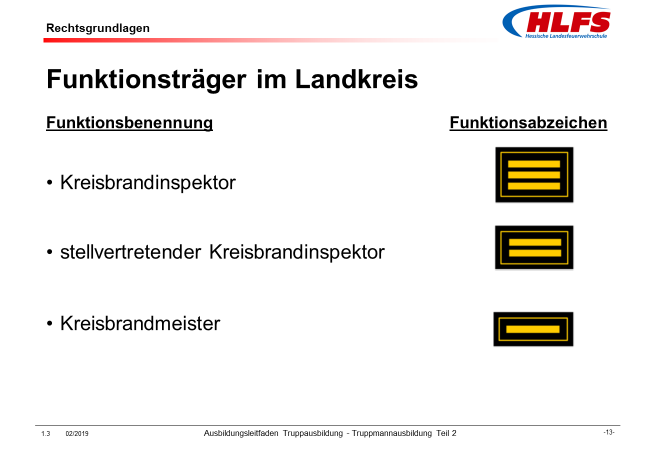 Rechtsgrundlagen
HLFS
Hessische Landesfeuerwehrschule
Funktionsträger im Landkreis
Funktionsbenennung Funktionsabzeichen
• Kreisbrandinspektor
• stellvertretender Kreisbrandinspektor
• Kreisbrandmeister
1.3 02/2019 Ausbildungsleitfaden Truppausbildung - Truppmannausbildung Teil 2 -13-